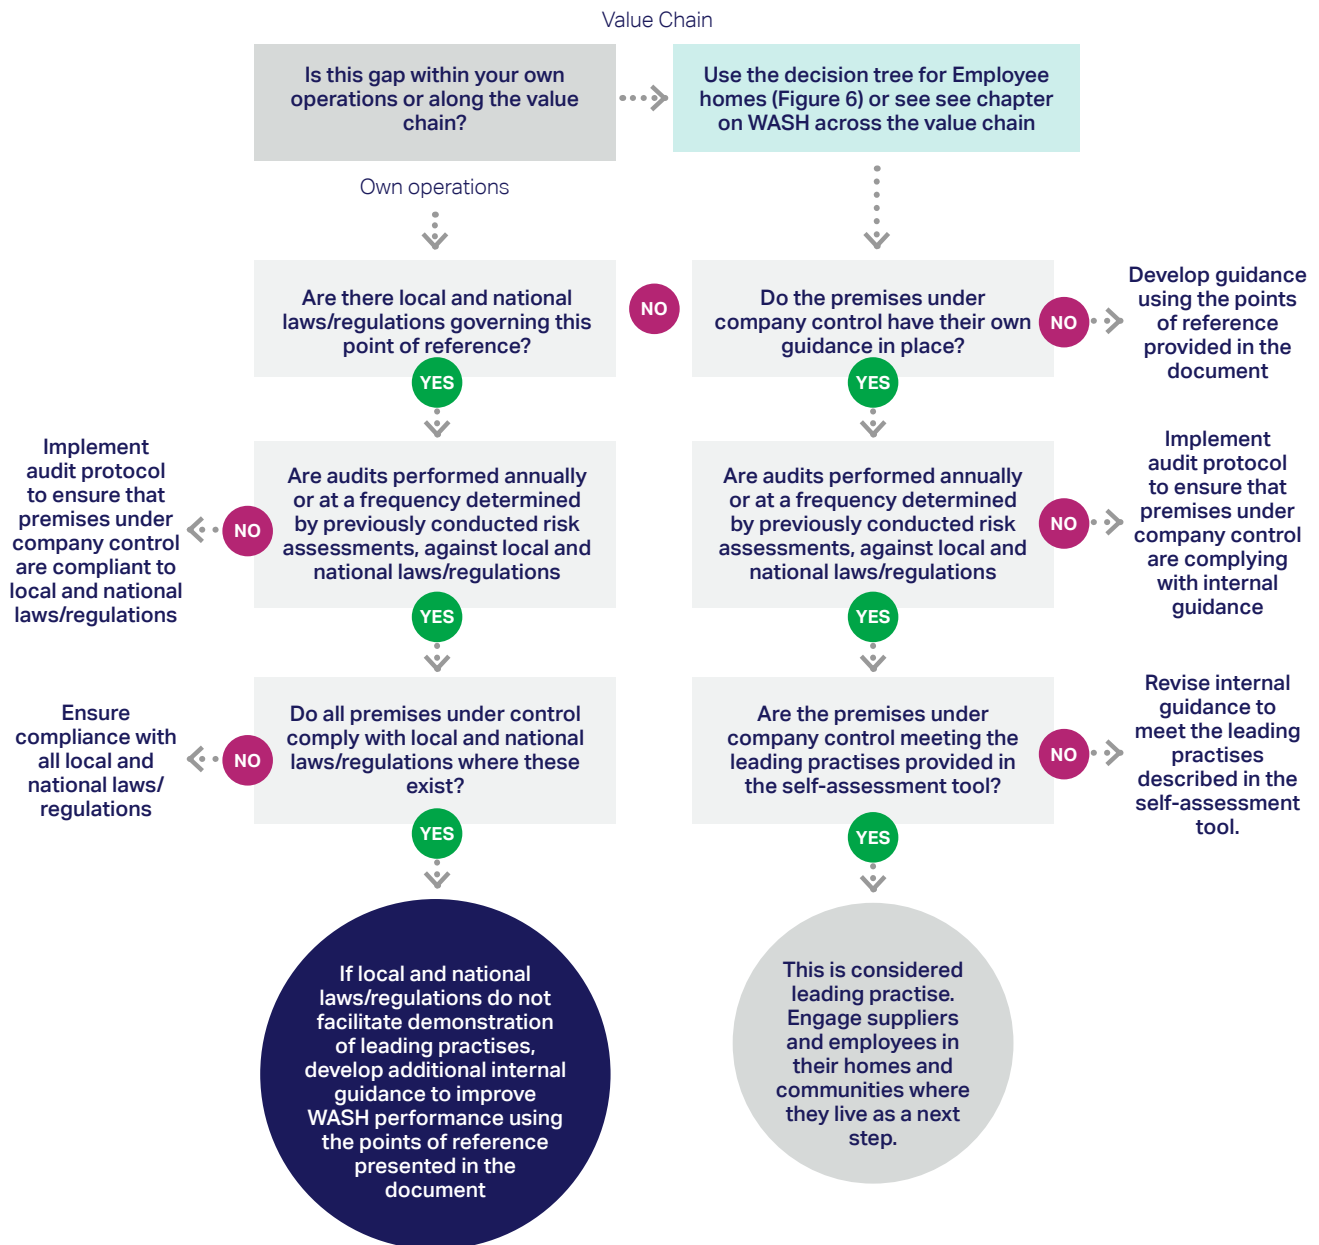 Value Chain
Is this gap within your own
operations or along the value
chain?
Use the decision tree for Employee
homes (Figure 6) or see see chapter
on WASH across the value chain
Own operations
Are there local and national
laws/regulations governing this
point of reference?
NO
Do the premises under
company control have their own
guidance in place?
NO
Develop guidance
using the points
of reference
provided in the
document
YES
YES
Implement
audit protocol
to ensure that
premises under
company control
are compliant to
local and national
laws/regulations
NO
Are audits performed annually
or at a frequency determined
by previously conducted risk
assessments, against local and
national laws/regulations
Are audits performed annually
or at a frequency determined
by previously conducted risk
assessments, against local and
national laws/regulations
NO
Implement
audit protocol
to ensure that
premises under
company control
are complying
with internal
guidance
YES
YES
Ensure
compliance with
all local and
national laws/
regulations
NO
Do all premises under control
comply with local and national
laws/regulations where these
exist?
Are the premises under
company control meeting the
leading practises provided in
the self-assessment tool?
NO
Revise internal
guidance to
meet the leading
practises
described in the
self-assessment
tool.
YES
YES
If local and national
laws/regulations do not
facilitate demonstration
of leading practises,
develop additional internal
guidance to improve
WASH performance using
the points of reference
presented in the
document
This is considered
leading practise.
Engage suppliers
and employees in
their homes and
communities where
they live as a next
step.